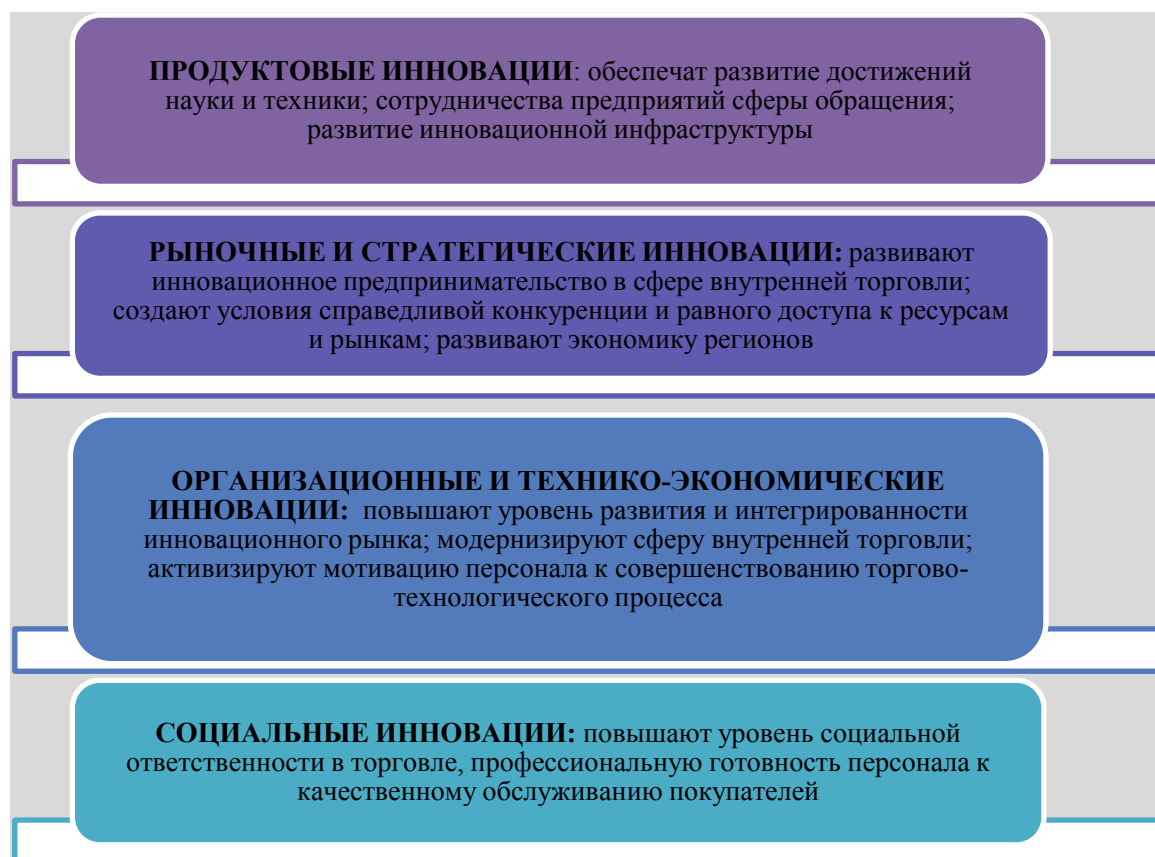 ПРОДУКТОВЫЕ ИННОВАЦИИ: обеспечат развитие достижений
науки и техники; сотрудничества предприятий сферы обращения;
развитие инновационной инфраструктуры
РЫНОЧНЫЕ И СТРАТЕГИЧЕСКИЕ ИННОВАЦИИ: развивают
инновационное предпринимательство в сфере внутренней торговли;
создают условия справедливой конкуренции и равного доступа к ресурсам
и рынкам; развивают экономику регионов
ОРГАНИЗАЦИОННЫЕ И ТЕХНИКО-ЭКОНОМИЧЕСКИЕ
ИННОВАЦИИ: повышают уровень развития и интегрированности
инновационного рынка; модернизируют сферу внутренней торговли;
активизируют мотивацию персонала к совершенствованию торгово-
технологического процесса
СОЦИАЛЬНЫЕ ИННОВАЦИИ: повышают уровень социальной
ответственности в торговле, профессиональную готовность персонала к
качественному обслуживанию покупателей